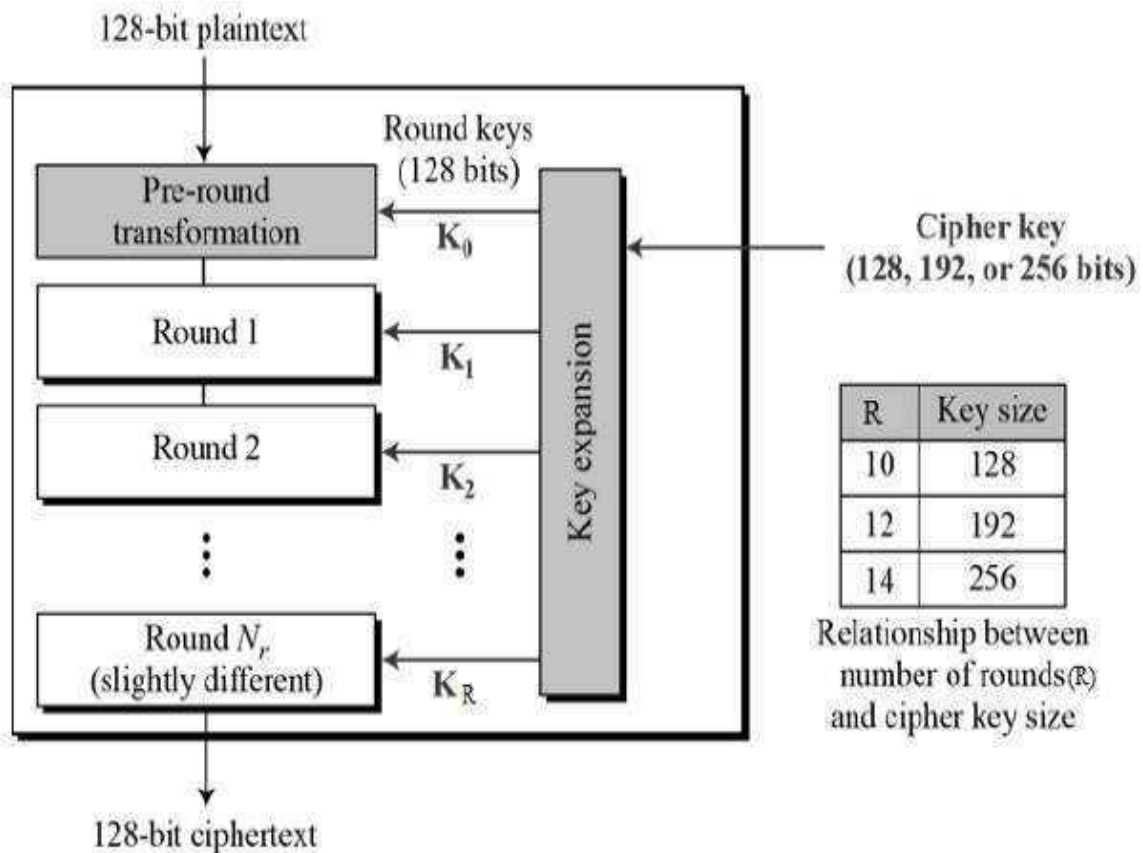 128-bit plaintext
Round keys
(128 bits)
Pre-round
transformation
K₀
Cipher key
(128, 192, or 256 bits)
Round 1
K₁
Key expansion
Round 2
K₂
R Key size
10 128
12 192
14 256
Relationship between
number of rounds(R)
and cipher key size
Round Nᵣ
(slightly different)
K_R
128-bit ciphertext